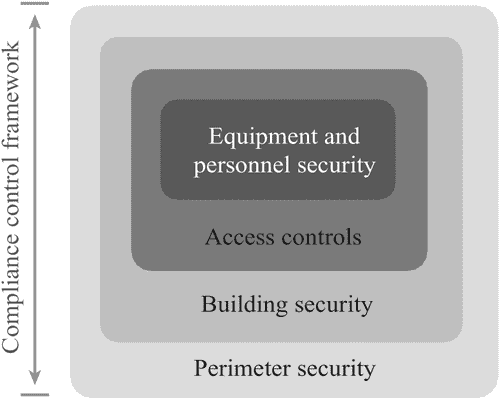 Compliance control framework
Equipment and
personnel security
Access controls
Building security
Perimeter security